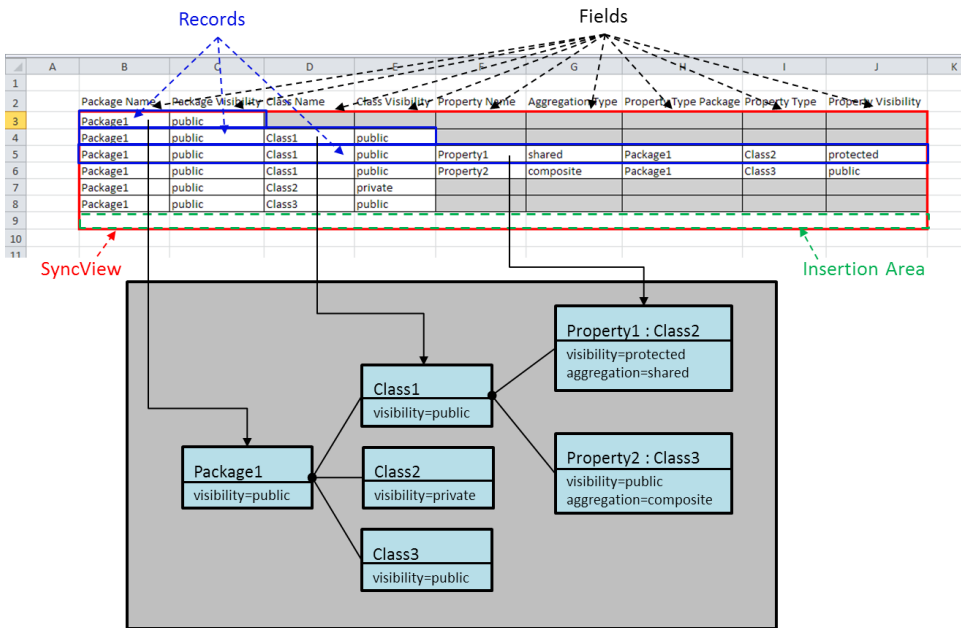 Records
Fields
A B C D E F G H I J K
1
2 Package Name Package Visibility Class Name Class Visibility Property Name Aggregation Type Property Type Package Property Type Property Visibility
3 Package1 public
4 Package1 public Class1 public
5 Package1 public Class1 public Property1 shared Package1 Class2 protected
6 Package1 public Class1 public Property2 composite Package1 Class3 public
7 Package1 public Class2 private
8 Package1 public Class3 public
9
10
11
SyncView
Insertion Area
Property1 : Class2
visibility=protected
aggregation=shared
Class1
visibility=public
Package1
visibility=public
Class2
visibility=private
Property2 : Class3
visibility=public
aggregation=composite
Class3
visibility=public